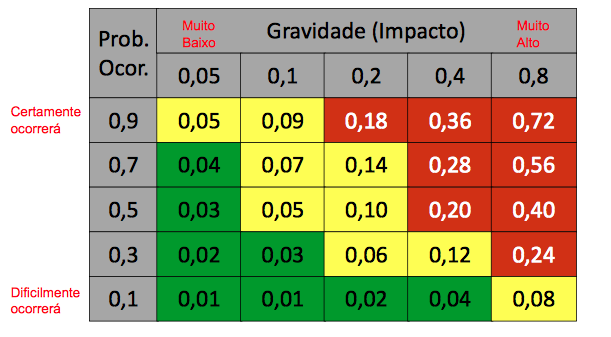 Prob. Ocor.
Muito Baixo
Gravidade (Impacto)
Muito Alto
0,05 0,1 0,2 0,4 0,8
Certamente ocorrerá
0,9 0,05 0,09 0,18 0,36 0,72
0,7 0,04 0,07 0,14 0,28 0,56
0,5 0,03 0,05 0,10 0,20 0,40
0,3 0,02 0,03 0,06 0,12 0,24
Dificilmente ocorrerá
0,1 0,01 0,01 0,02 0,04 0,08